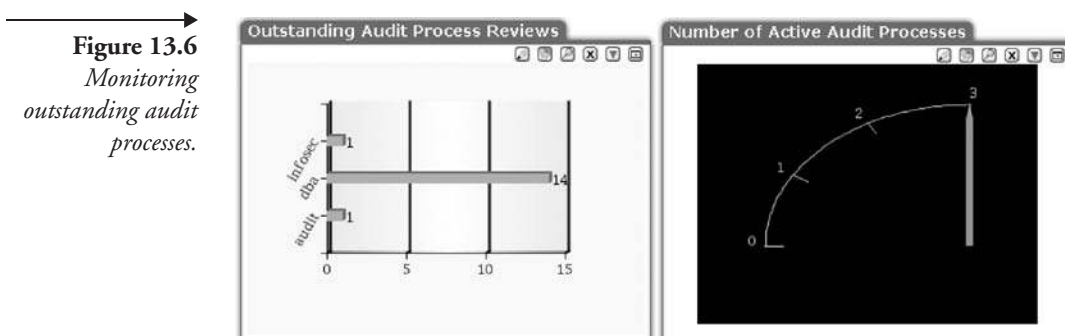 Figure 13.6
Monitoring
outstanding audit
processes.
Outstanding Audit Process Reviews
infosec
1
dba
14
audit
1
0 5 10 15
Number of Active Audit Processes
0
1
2
3